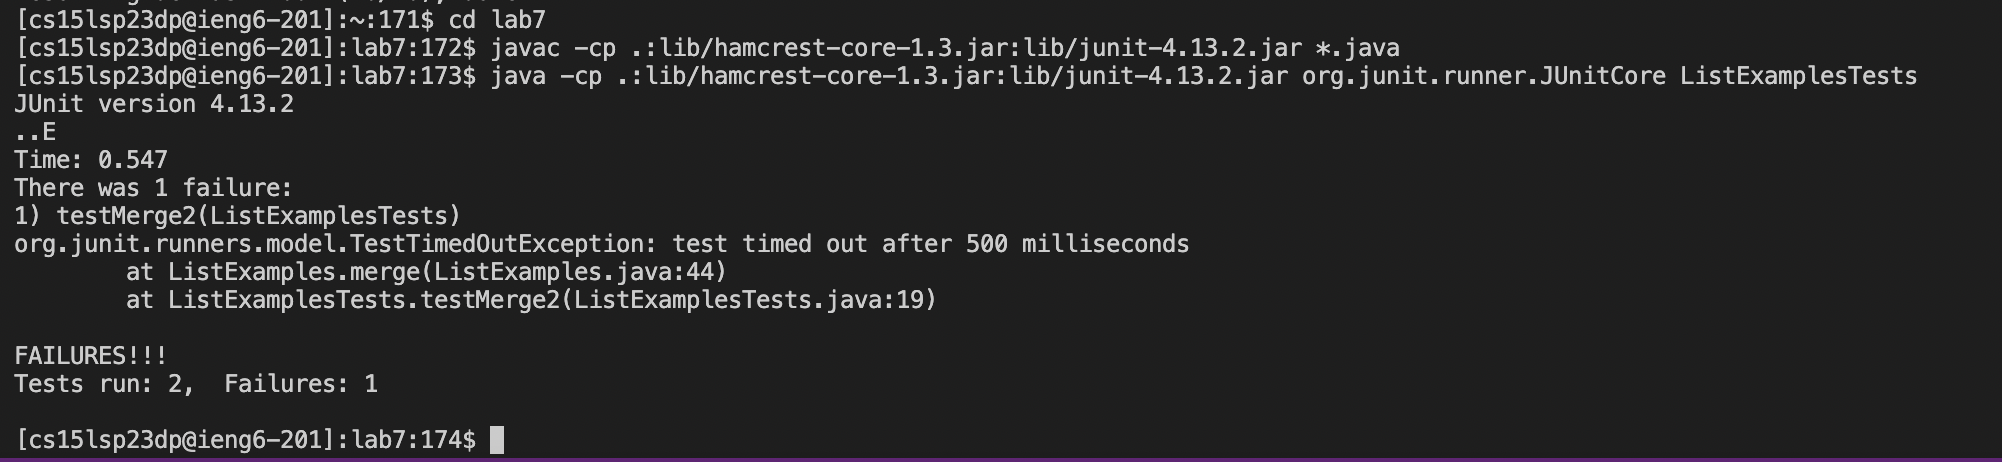 [cs15lsp23dp@ieng6-201]:~:171$ cd lab7
[cs15lsp23dp@ieng6-201]:lab7:172$ javac -cp .:lib/hamcrest-core-1.3.jar:lib/junit-4.13.2.jar *.java
[cs15lsp23dp@ieng6-201]:lab7:173$ java -cp .:lib/hamcrest-core-1.3.jar:lib/junit-4.13.2.jar org.junit.runner.JUnitCore ListExamplesTests
JUnit version 4.13.2
..E
Time: 0.547
There was 1 failure:
1) testMerge2(ListExamplesTests)
org.junit.runners.model.TestTimedOutException: test timed out after 500 milliseconds
        at ListExamples.merge(ListExamples.java:44)
        at ListExamplesTests.testMerge2(ListExamplesTests.java:19)

FAILURES!!!
Tests run: 2,  Failures: 1

[cs15lsp23dp@ieng6-201]:lab7:174$